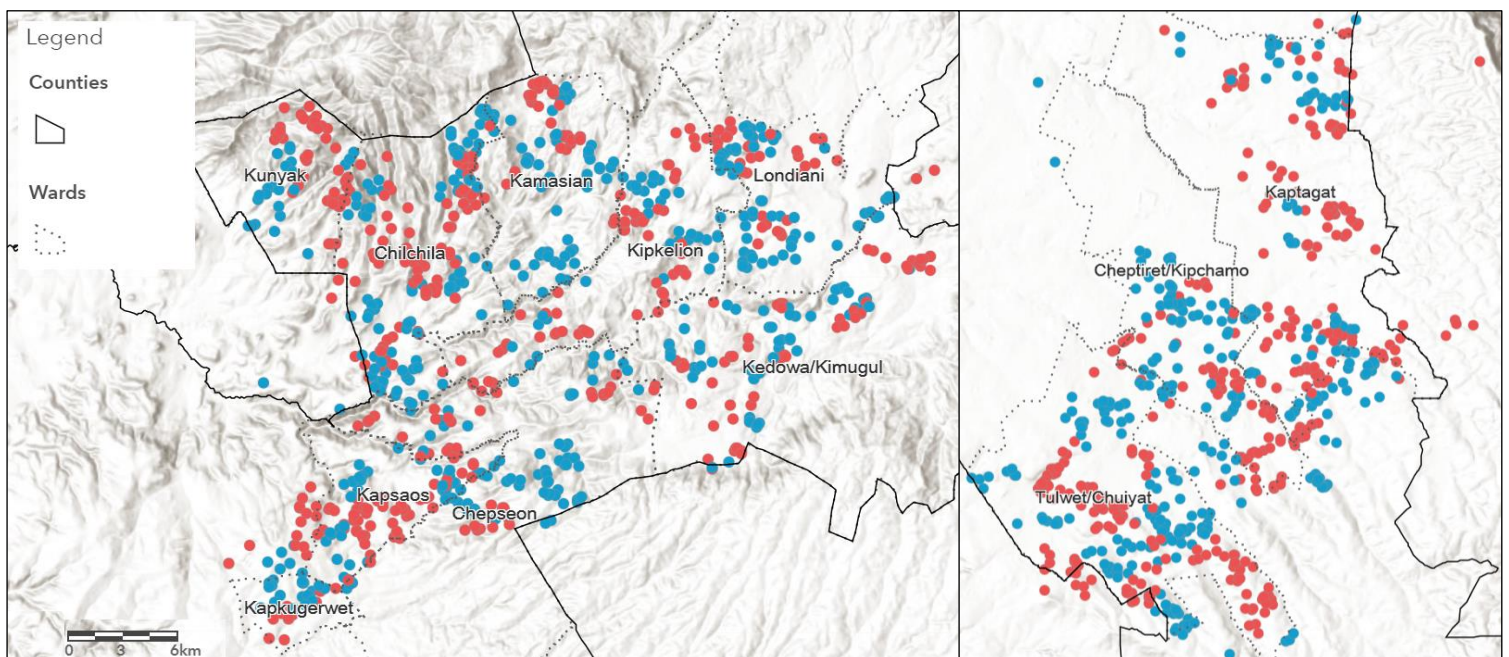 Legend
Counties
Wards
Kunyak
Kamasian
Londiani
Chilchila
Kipkelion
Kedowa/Kimugul
Kapsaos
Chepseon
Kapkugerwet
0 3 6km
Kaptagat
Cheptiret/Kipchamo
Tulwet/Chuiyat